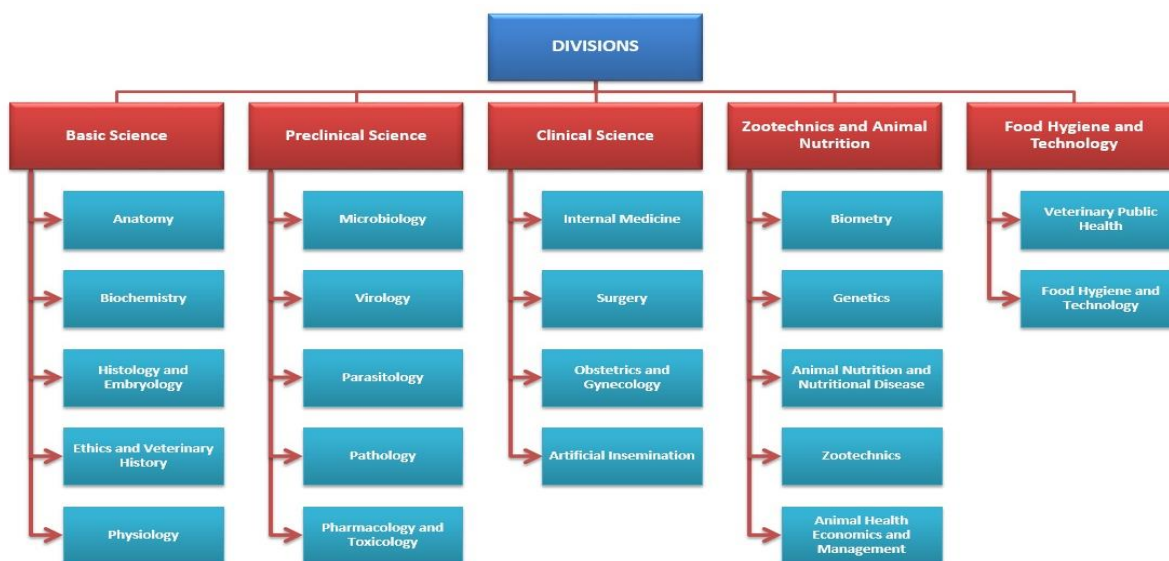 DIVISIONS
Basic Science
Anatomy
Biochemistry
Histology and
Embryology
Ethics and Veterinary
History
Physiology
Preclinical Science
Microbiology
Virology
Parasitology
Pathology
Pharmacology and
Toxicology
Clinical Science
Internal Medicine
Surgery
Obstetrics and
Gynecology
Artificial Insemination
Zootechnics and Animal
Nutrition
Biometry
Genetics
Animal Nutrition and
Nutritional Disease
Zootechnics
Animal Health
Economics and
Management
Food Hygiene and
Technology
Veterinary Public
Health
Food Hygiene and
Technology